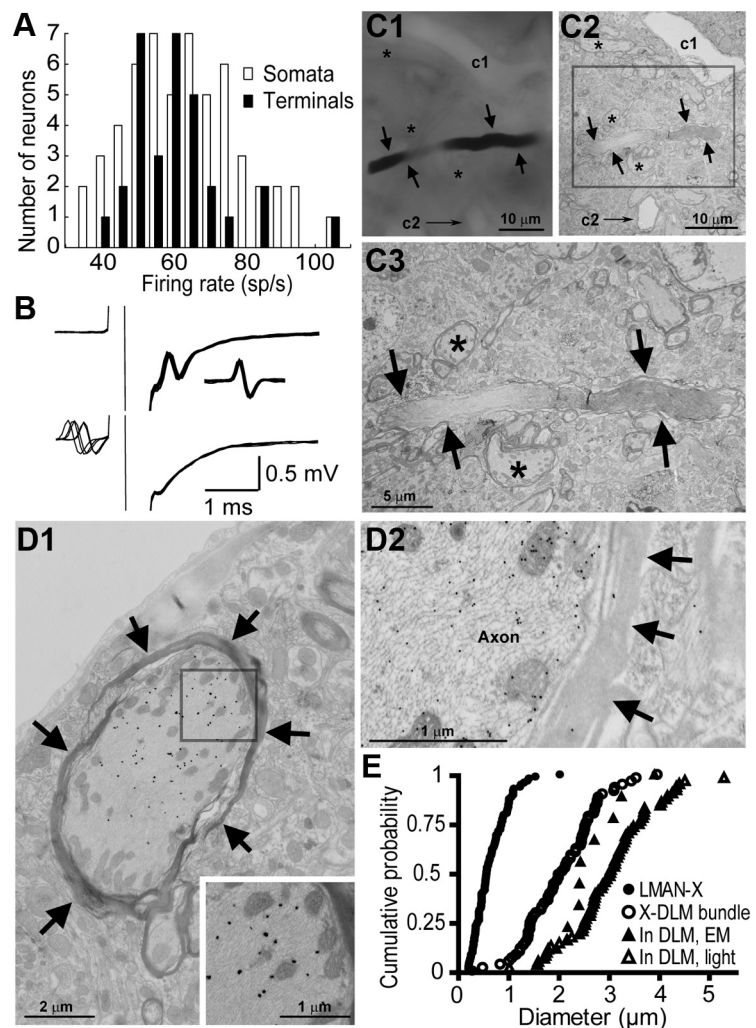 A
Number of neurons
7
6
5
4
3
2
1
0
Somata
Terminals
40 60 80 100
Firing rate (sp/s)
B
0.5 mV
1 ms
C1
*
c1
*
*
c2
10 µm
C2
*
c1
*
*
c2
10 µm
C3
*
*
5 µm
D1
2 µm
1 µm
D2
Axon
1 µm
E
Cumulative probability
1
0.75
0.5
0.25
0
LMAN-X
X-DLM bundle
In DLM, EM
In DLM, light
0 1 2 3 4 5
Diameter (µm)